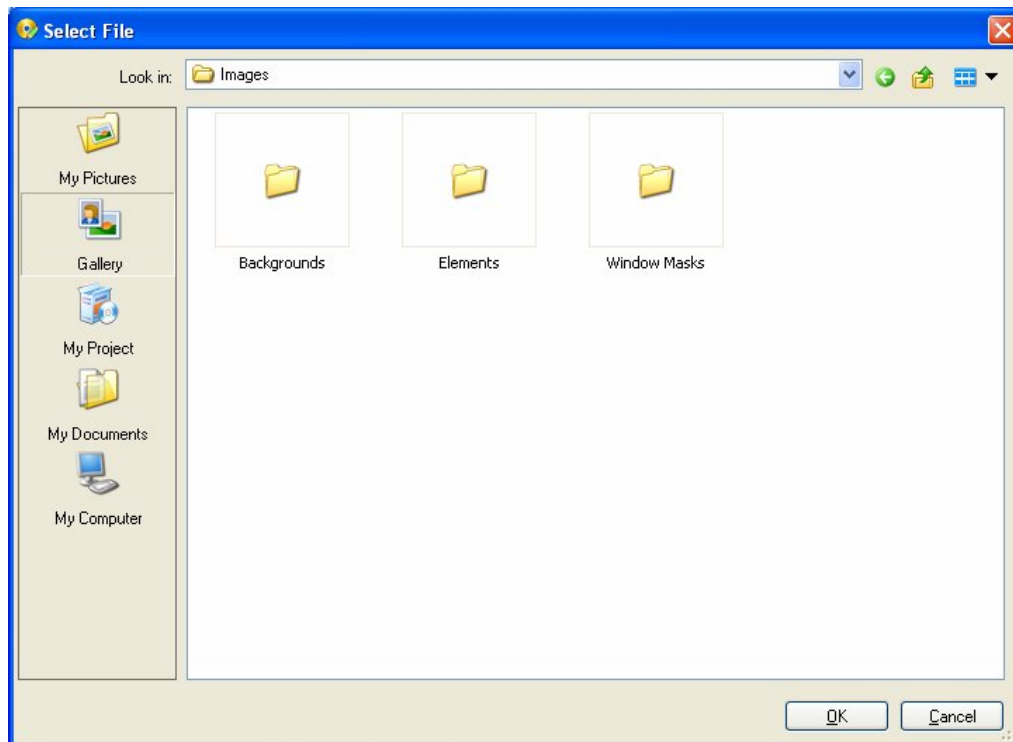 Select File
Look in: Images
My Pictures
Gallery
My Project
My Documents
My Computer
Backgrounds Elements Window Masks
OK Cancel